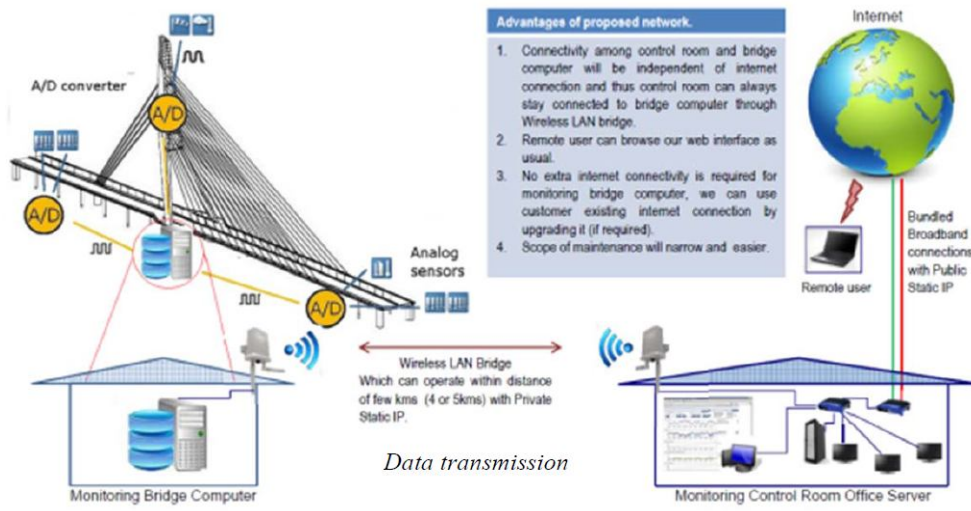 Advantages of proposed network.
1. Connectivity among control room and bridge
computer will be independent of internet
connection and thus control room can always
stay connected to bridge computer through
Wireless LAN bridge.
2. Remote user can browse our web interface as
usual.
3. No extra internet connectivity is required for
monitoring bridge computer, we can use
customer existing internet connection by
upgrading it (if required).
4. Scope of maintenance will narrow and easier.
Internet
A/D converter
A/D
A/D
A/D
Analog
sensors
Remote user
Bundled
Broadband
connections
with Public
Static IP
Wireless LAN Bridge
Which can operate within distance
of few kms (4 or 5kms) with Private
Static IP.
Data transmission
Monitoring Bridge Computer
Monitoring Control Room Office Server